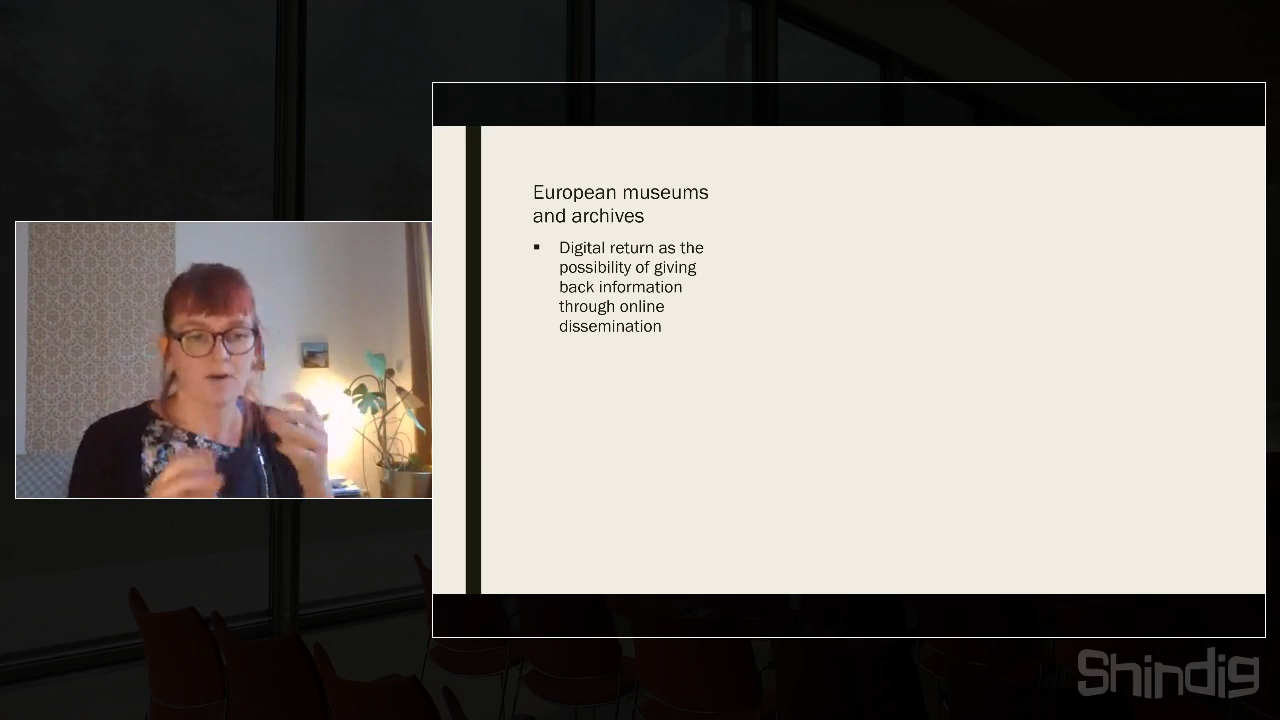 European museums
and archives
▪ Digital return as the
possibility of giving
back information
through online
dissemination
Shindig